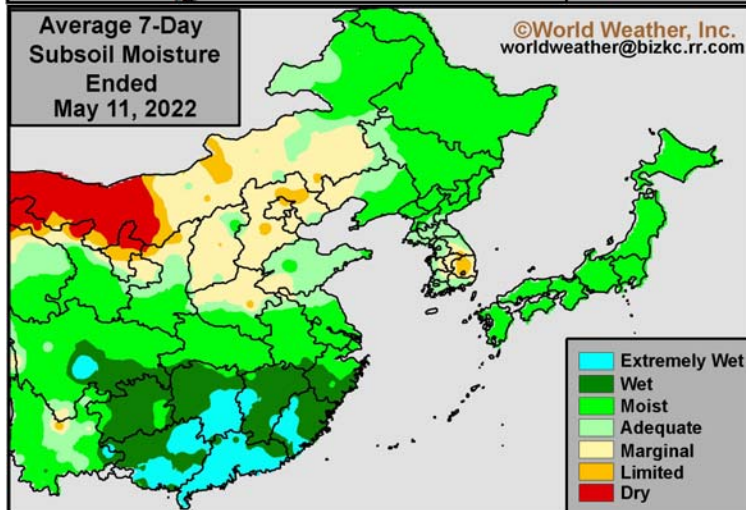 Average 7-Day
Subsoil Moisture
Ended
May 11, 2022
©World Weather, Inc.
worldweather@bizkc.rr.com
Extremely Wet
Wet
Moist
Adequate
Marginal
Limited
Dry